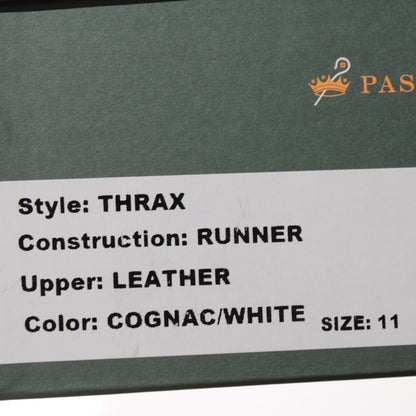 PAS
Style: THRAX
Construction: RUNNER
Upper: LEATHER
Color: COGNAC/WHITE SIZE: 11